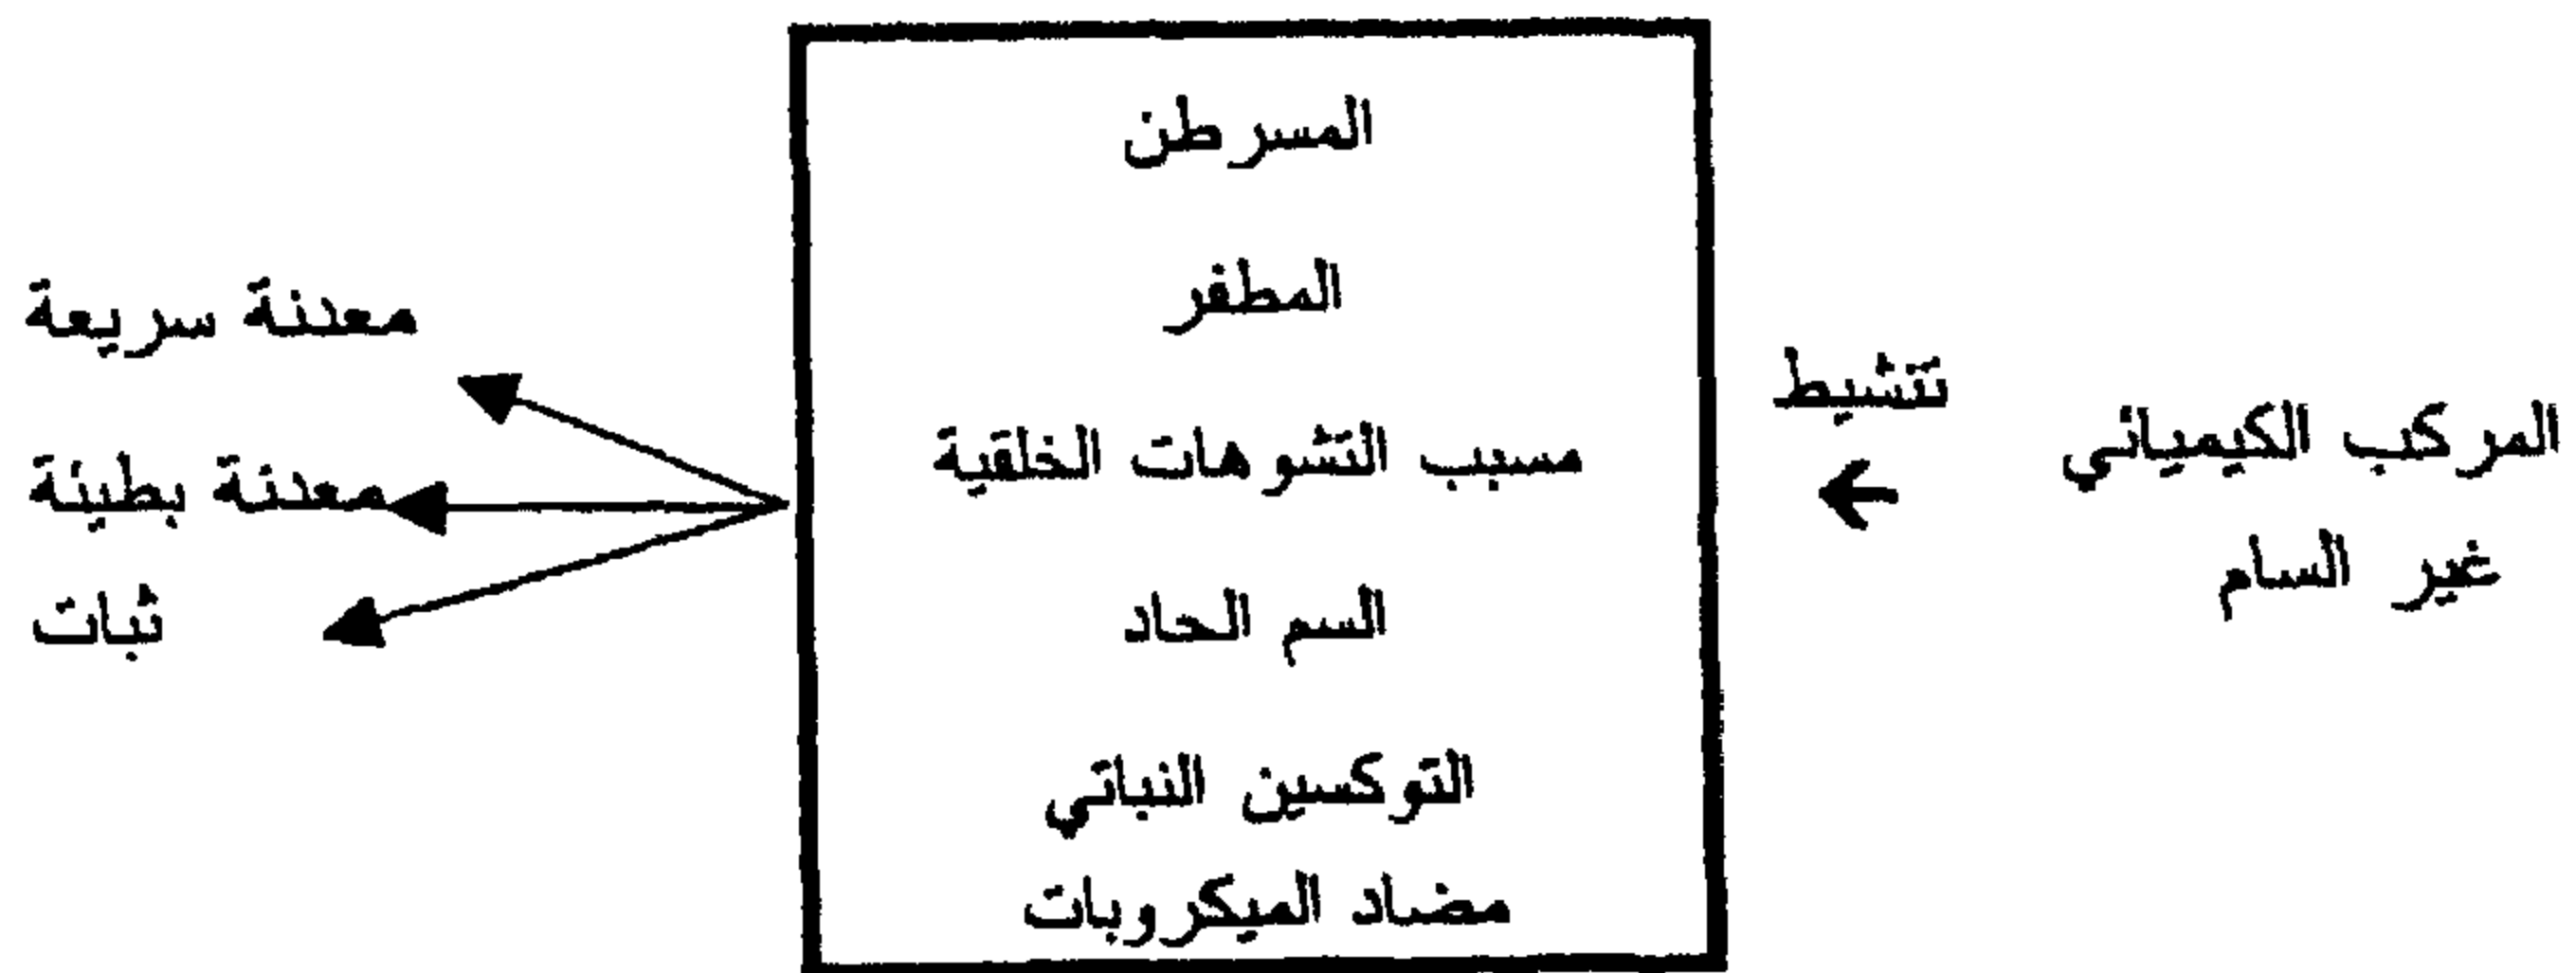 المركب الكيميائي
غير السام
تنشيط
←
المسرطن
المطفر
مسبب التشوهات الخلقية
السم الحاد
التوكسين النباتي
مضاد الميكروبات
معدنة سريعة
معدنة بطيئة
ثبات